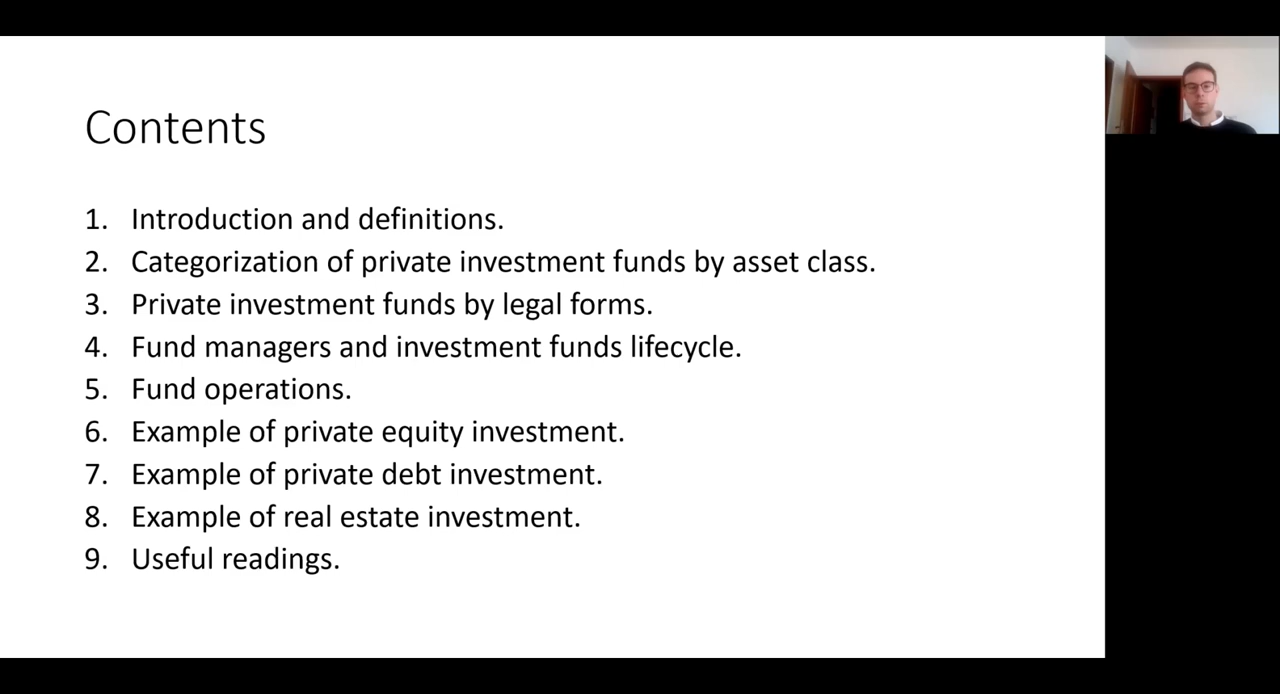 Contents
1. Introduction and definitions.
2. Categorization of private investment funds by asset class.
3. Private investment funds by legal forms.
4. Fund managers and investment funds lifecycle.
5. Fund operations.
6. Example of private equity investment.
7. Example of private debt investment.
8. Example of real estate investment.
9. Useful readings.